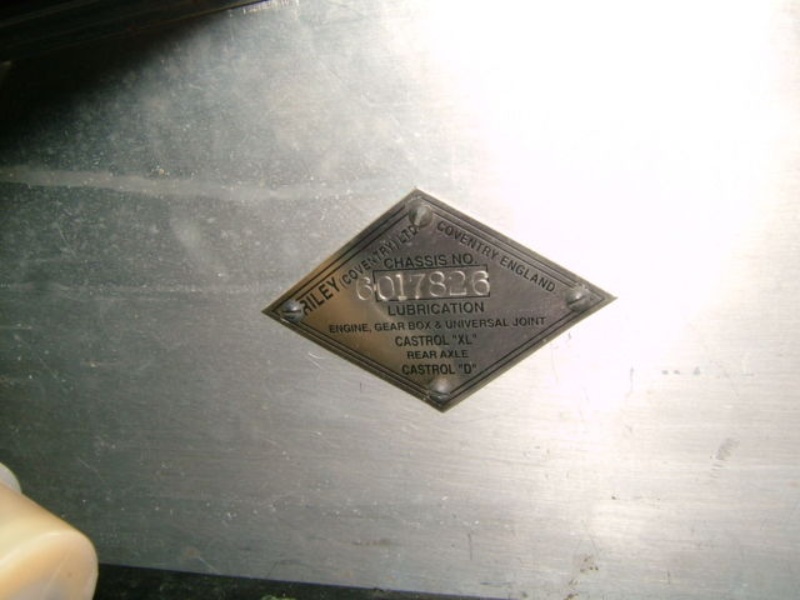 RILEY (COVENTRY) LTD COVENTRY ENGLAND.
CHASSIS NO.
6017826
LUBRICATION
ENGINE, GEAR BOX & UNIVERSAL JOINT
CASTROL "XL"
REAR AXLE
CASTROL "D"